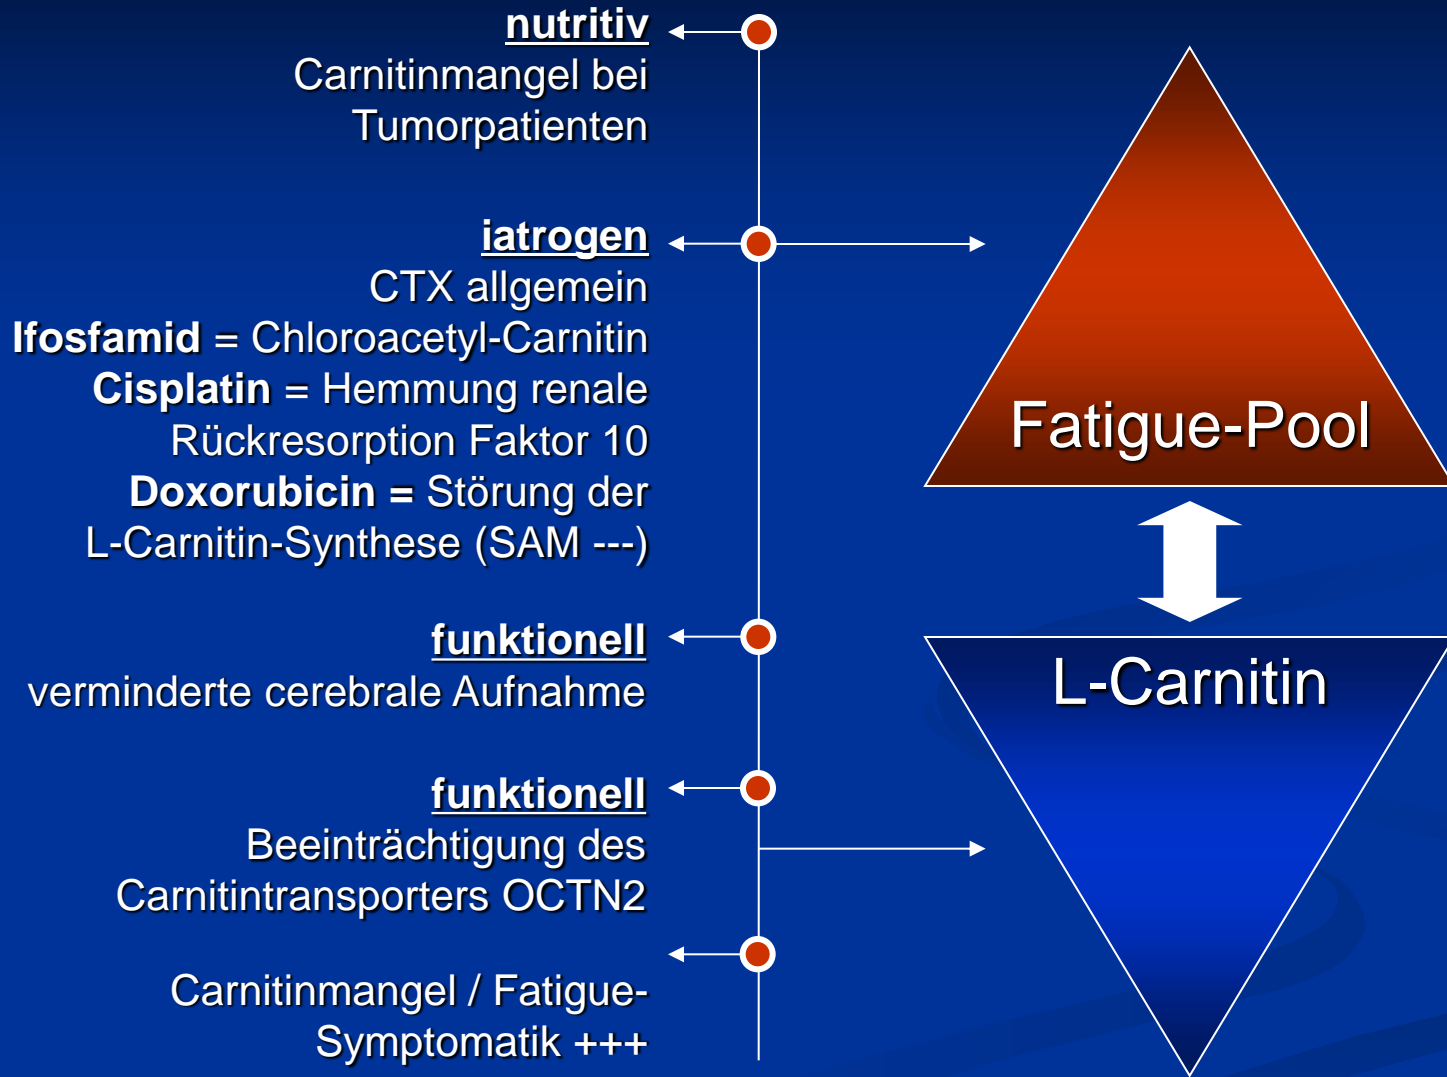 nutritiv
Carnitinmangel bei
Tumorpatienten
iatrogen
CTX allgemein
Ifosfamid = Chloroacetyl-Carnitin
Cisplatin = Hemmung renale
Rückresorption Faktor 10
Doxorubicin = Störung der
L-Carnitin-Synthese (SAM ---)
funktionell
verminderte cerebrale Aufnahme
funktionell
Beeinträchtigung des
Carnitintransporters OCTN2
Carnitinmangel / Fatigue-
Symptomatik +++
Fatigue-Pool
L-Carnitin